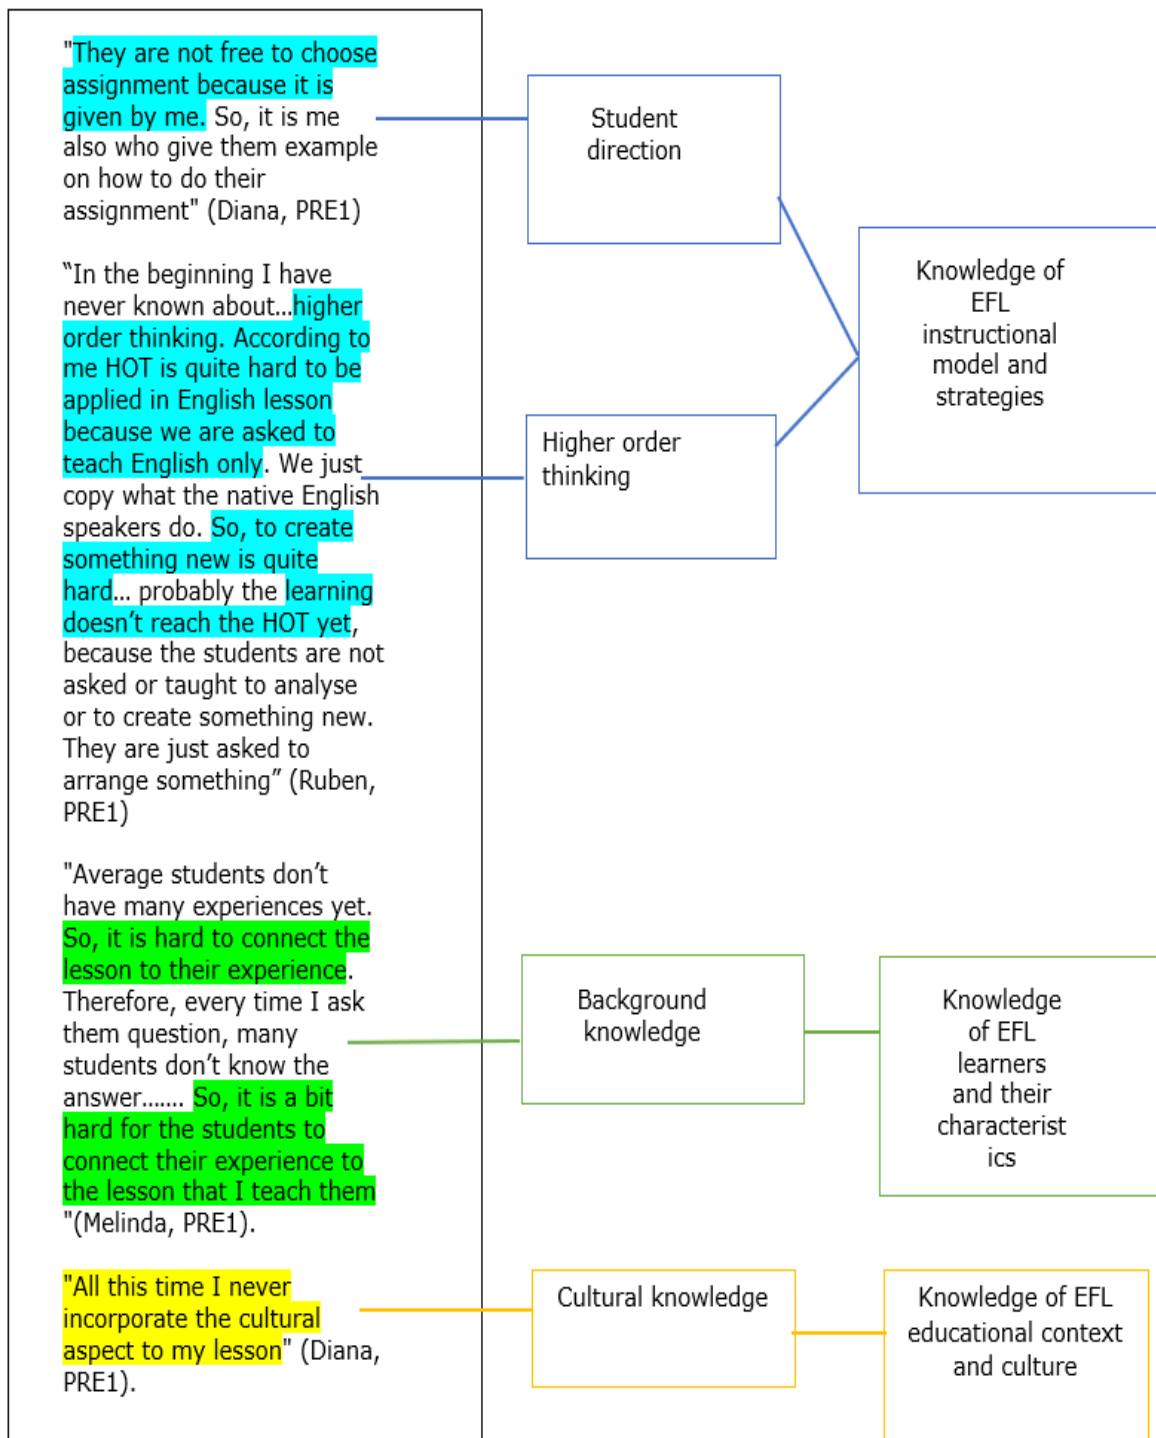 "They are not free to choose
assignment because it is
given by me. So, it is me
also who give them example
on how to do their
assignment" (Diana, PRE1)
“In the beginning I have
never known about...higher
order thinking. According to
me HOT is quite hard to be
applied in English lesson
because we are asked to
teach English only. We just
copy what the native English
speakers do. So, to create
something new is quite
hard... probably the learning
doesn’t reach the HOT yet,
because the students are not
asked or taught to analyse
or to create something new.
They are just asked to
arrange something” (Ruben,
PRE1)
"Average students don’t
have many experiences yet.
So, it is hard to connect the
lesson to their experience.
Therefore, every time I ask
them question, many
students don’t know the
answer....... So, it is a bit
hard for the students to
connect their experience to
the lesson that I teach them
"(Melinda, PRE1).
"All this time I never
incorporate the cultural
aspect to my lesson" (Diana,
PRE1).
Student
direction
Higher order
thinking
Knowledge of
EFL
instructional
model and
strategies
Background
knowledge
Knowledge
of EFL
learners
and their
characterist
ics
Cultural knowledge
Knowledge of EFL
educational context
and culture